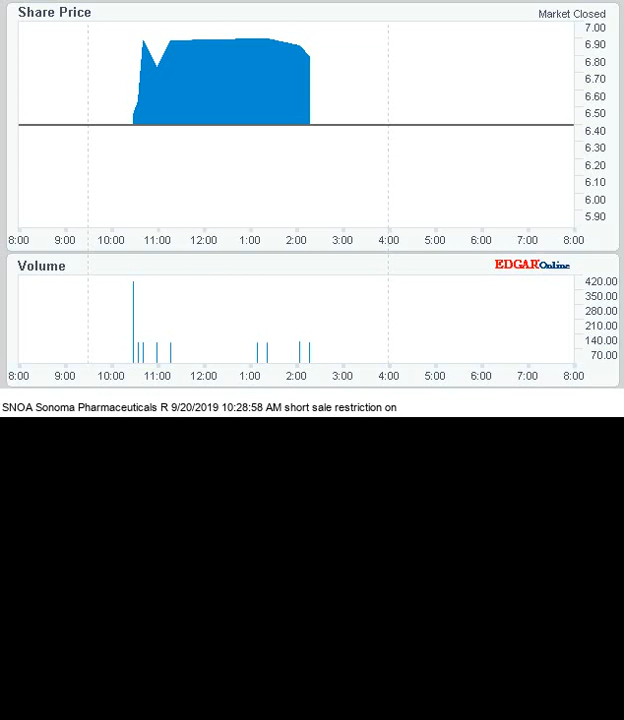 Share Price
Market Closed
7.00
6.90
6.80
6.70
6.60
6.50
6.40
6.30
6.20
6.10
6.00
5.90
8:00 9:00 10:00 11:00 12:00 1:00 2:00 3:00 4:00 5:00 6:00 7:00 8:00
Volume
EDGAROnline
420.00
350.00
280.00
210.00
140.00
70.00
8:00 9:00 10:00 11:00 12:00 1:00 2:00 3:00 4:00 5:00 6:00 7:00 8:00
SNOA Sonoma Pharmaceuticals R 9/20/2019 10:28:58 AM short sale restriction on